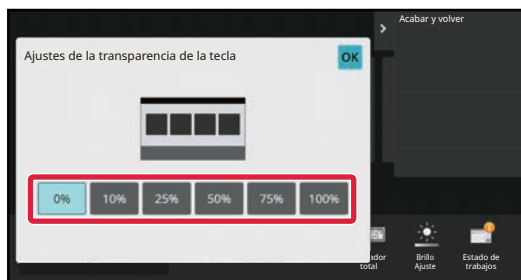 Acabar y volver
Ajustes de la transparencia de la tecla
OK
0% 10% 25% 50% 75% 100%
total
Brillo
Ajuste
Estado de
trabajos